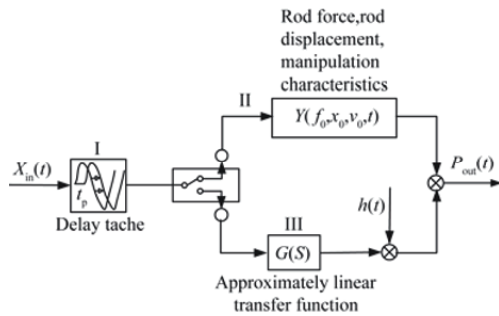 Rod force,rod
displacement,
manipulation
characteristics
II
Y(f₀,x₀,v₀,t)
I
Xin(t)
tp
Delay tache
Pout(t)
h(t)
III
G(S)
Approximately linear
transfer function